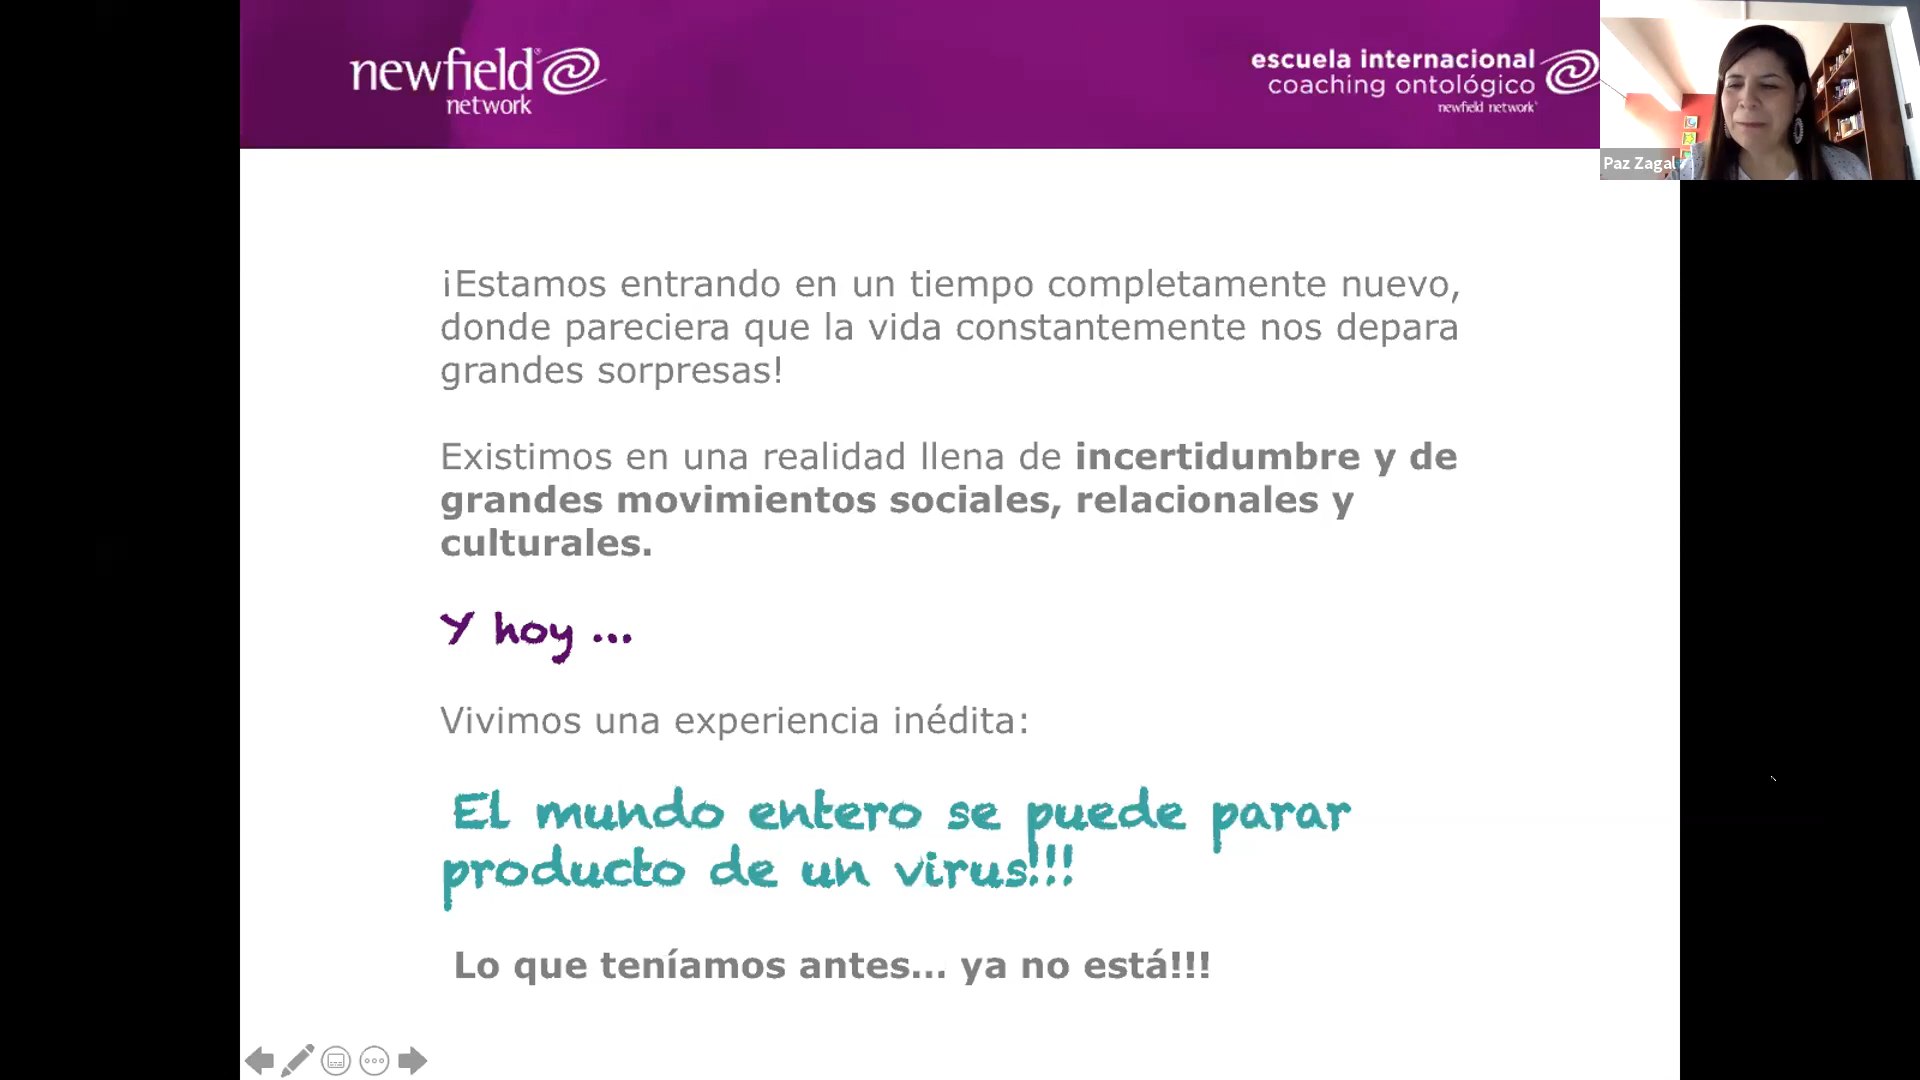 newfield®
network
escuela internacional
coaching ontológico
newfield network
Paz Zagal
¡Estamos entrando en un tiempo completamente nuevo,
donde pareciera que la vida constantemente nos depara
grandes sorpresas!
Existimos en una realidad llena de incertidumbre y de
grandes movimientos sociales, relacionales y
culturales.
Y hoy ...
Vivimos una experiencia inédita:
El mundo entero se puede parar
producto de un virus!!!
Lo que teníamos antes... ya no está!!!